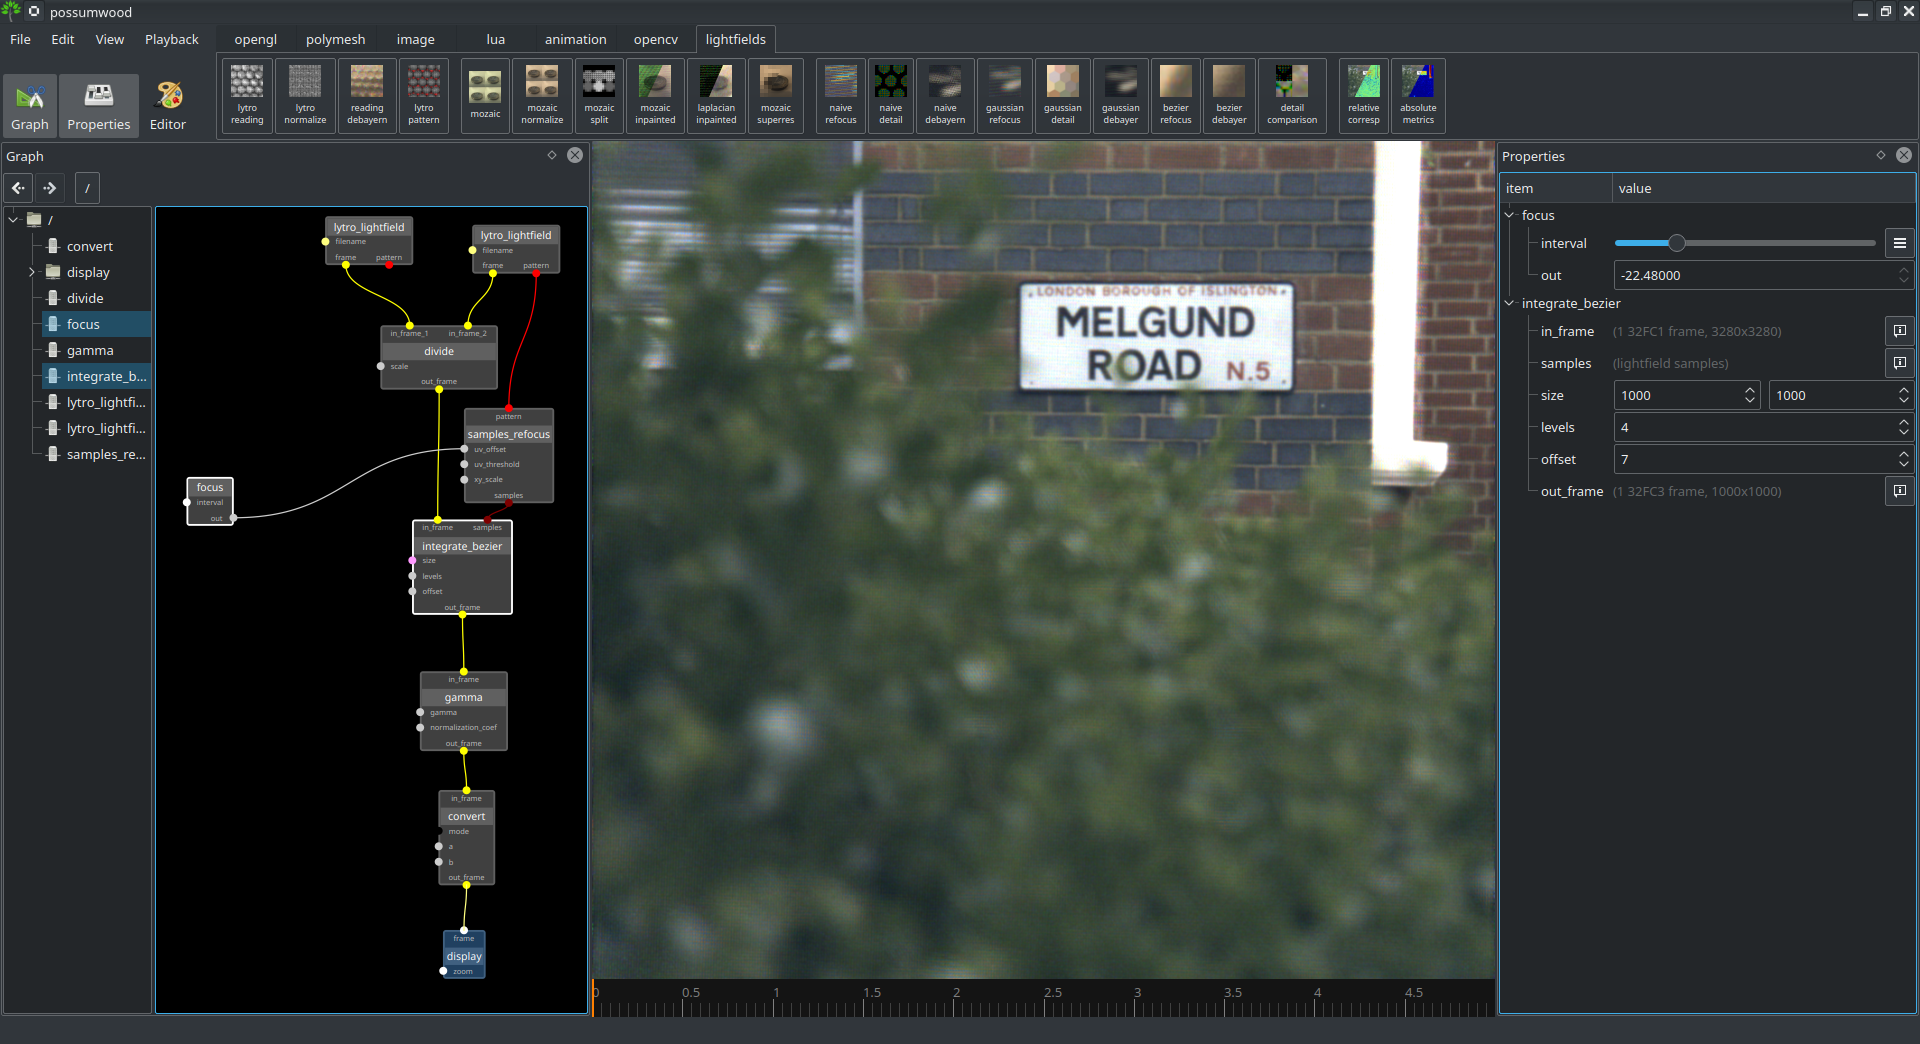 possumwood
File Edit View Playback
opengl polymesh image lua animation opencv lightfields
Graph Properties Editor
lytro reading
lytro normalize
reading debayern
lytro pattern
mozaic
mozaic normalize
mozaic split
mozaic inpainted
laplacian inpainted
mozaic superres
naive refocus
naive detail
naive debayern
gaussian refocus
gaussian detail
gaussian debayer
bezier refocus
bezier debayer
detail comparison
relative corresp
absolute metrics
Graph
/
/
convert
display
divide
focus
gamma
integrate_b...
lytro_lightfi...
lytro_lightfi...
samples_re...
lytro_lightfield
filename
frame pattern
lytro_lightfield
filename
frame pattern
in_frame_1 in_frame_2
divide
scale
out_frame
pattern
samples_refocus
uv_offset
uv_threshold
xy_scale
samples
focus
interval
out
in_frame samples
integrate_bezier
size
levels
offset
out_frame
in_frame
gamma
gamma
normalization_coef
out_frame
in_frame
convert
mode
a
b
out_frame
frame
display
zoom
LONDON BOROUGH OF ISLINGTON
MELGUND
ROAD N.5
0 0.5 1 1.5 2 2.5 3 3.5 4 4.5
Properties
item value
focus
interval
out -22.48000
integrate_bezier
in_frame (1 32FC1 frame, 3280x3280)
samples (lightfield samples)
size 1000 1000
levels 4
offset 7
out_frame (1 32FC3 frame, 1000x1000)